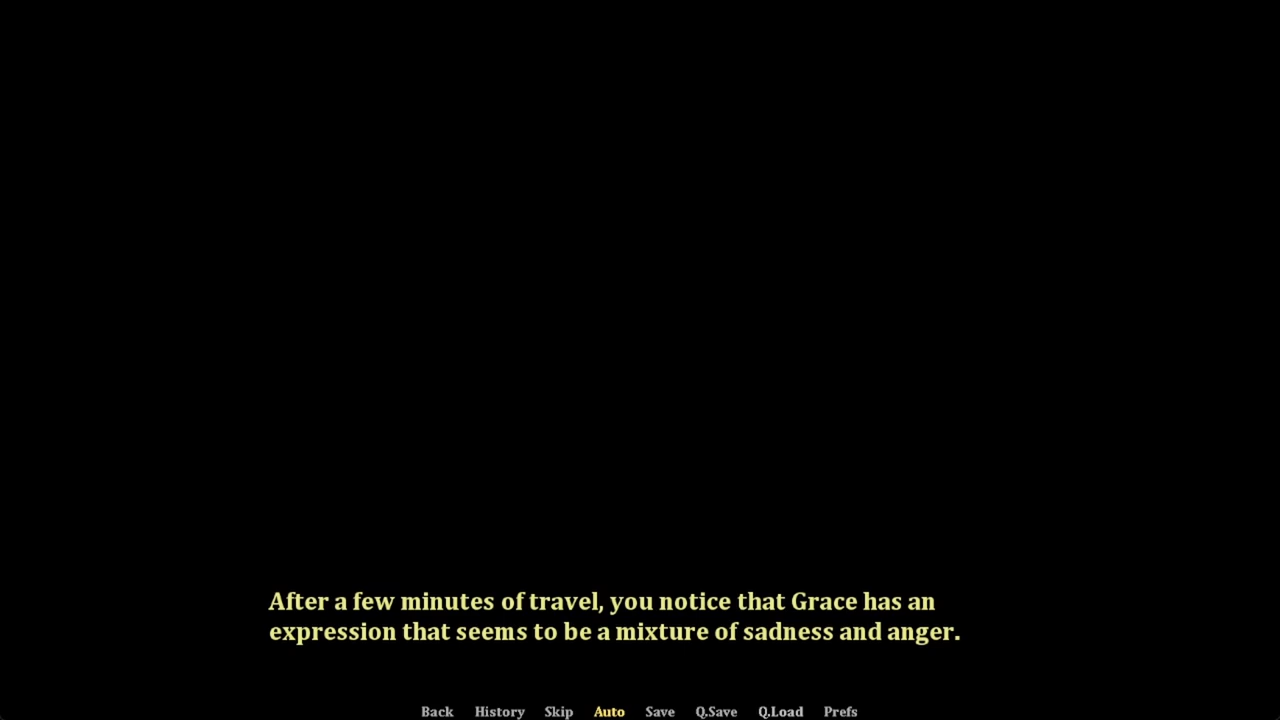 After a few minutes of travel, you notice that Grace has an
expression that seems to be a mixture of sadness and anger.
Back History Skip Auto Save Q.Save Q.Load Prefs